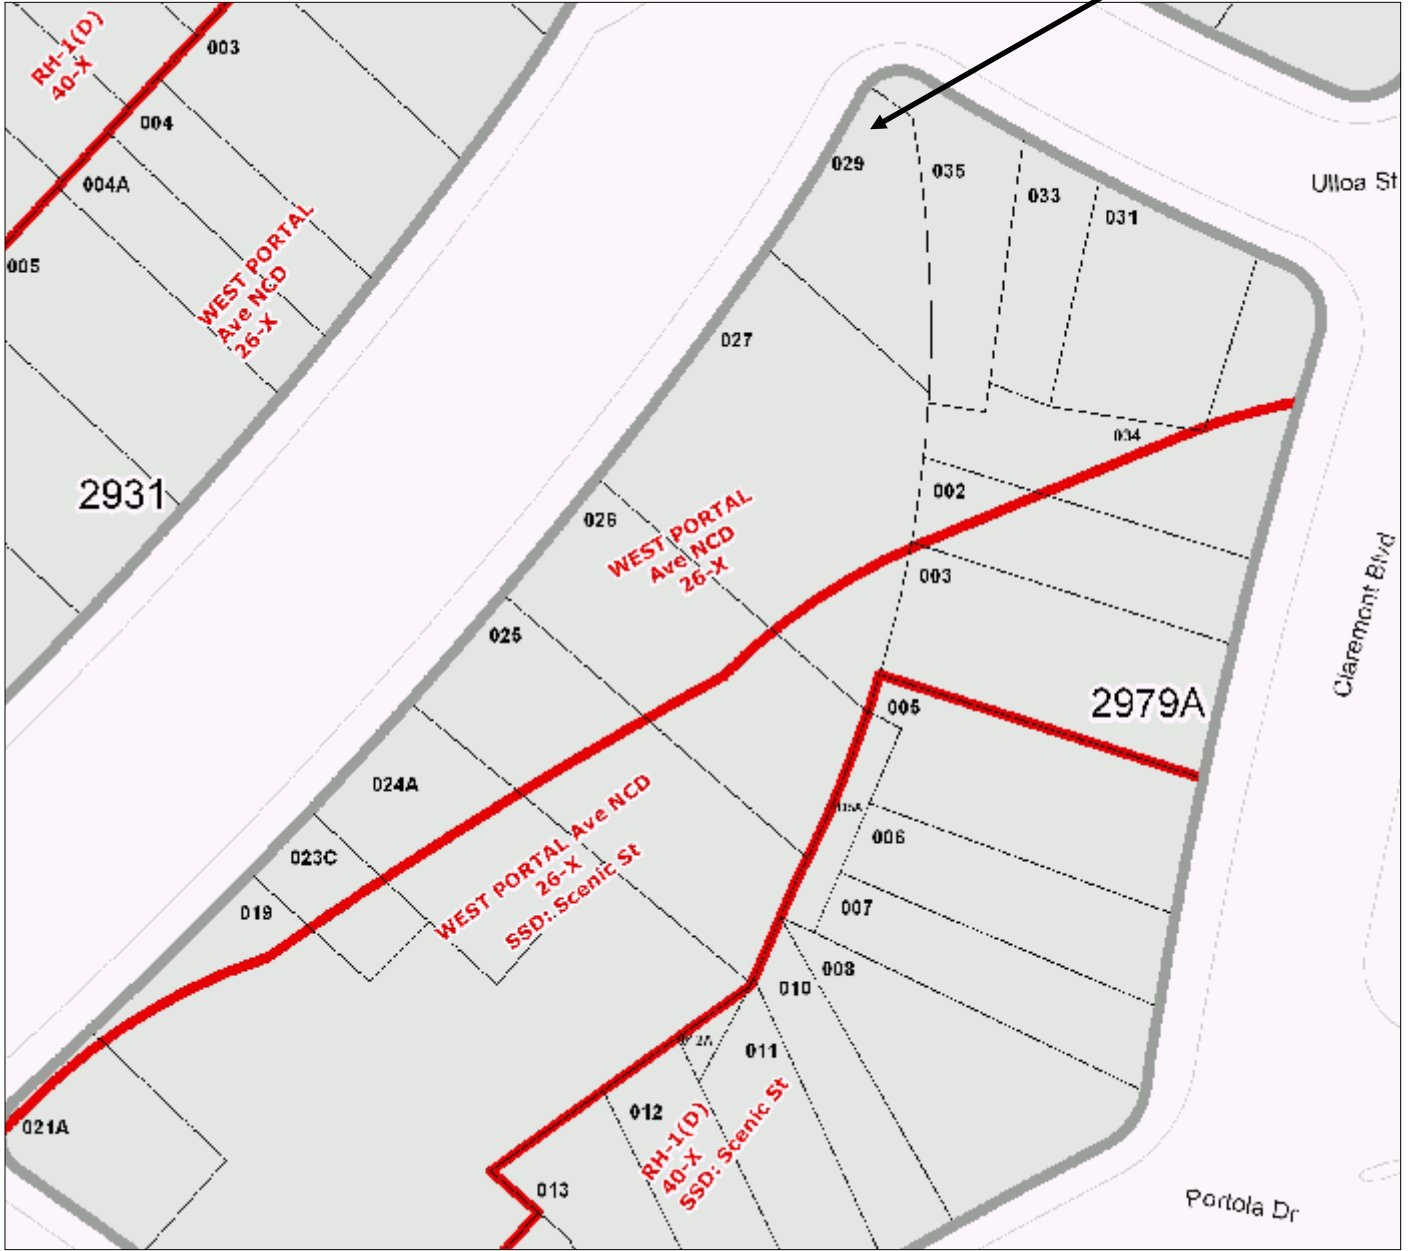 RH-1(D)
40-X
003
004
004A
005
WEST PORTAL
Ave NCD
26-X
2931
029
035
033
031
Ulloa St
027
034
002
026
WEST PORTAL
Ave NCD
26-X
003
025
Claremont Blvd
2979A
005
024A
05A
006
023C
WEST PORTAL Ave NCD
26-X
SSD: Scenic St
019
007
008
010
011
012
RH-1(D)
40-X
SSD: Scenic St
021A
013
Portola Dr